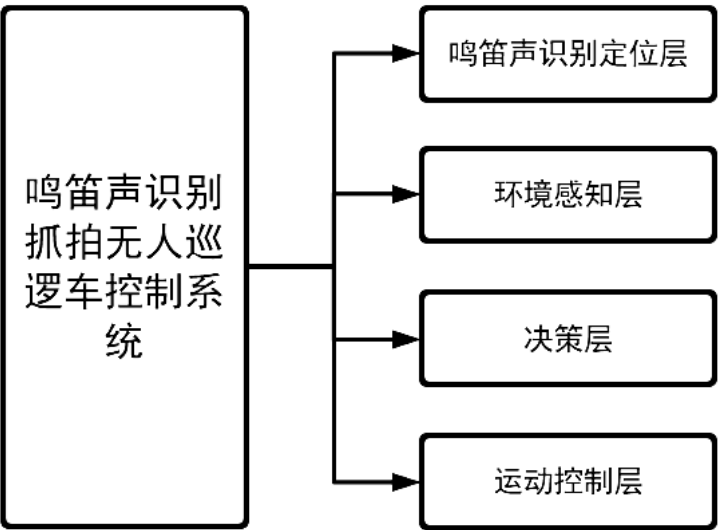 鸣笛声识别
抓拍无人巡
逻车控制系
统
鸣笛声识别定位层
环境感知层
决策层
运动控制层